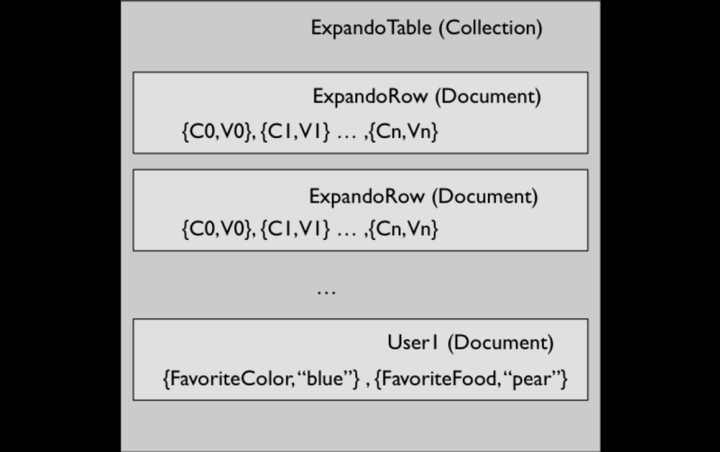 ExpandoTable (Collection)
ExpandoRow (Document)
{C0,V0}, {C1,V1} … ,{Cn,Vn}
ExpandoRow (Document)
{C0,V0}, {C1,V1} … ,{Cn,Vn}
…
User1 (Document)
{FavoriteColor,“blue”} , {FavoriteFood,“pear”}